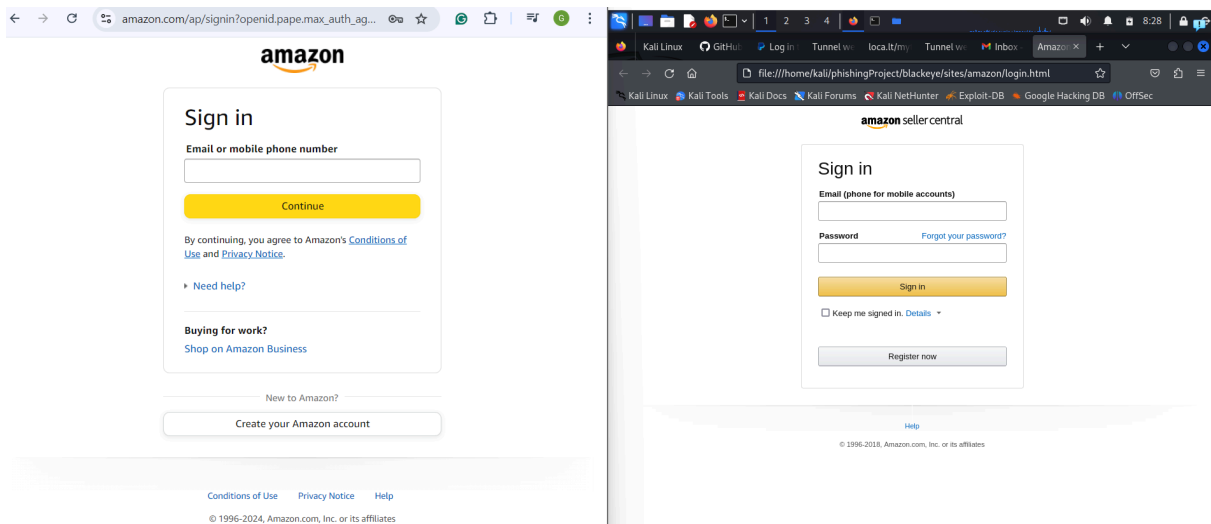 amazon.com/ap/signin?openid.pape.max_auth_ag...
G
amazon
Sign in
Email or mobile phone number
Continue
By continuing, you agree to Amazon's Conditions of
Use and Privacy Notice.
Need help?
Buying for work?
Shop on Amazon Business
New to Amazon?
Create your Amazon account
Conditions of Use Privacy Notice Help
© 1996-2024, Amazon.com, Inc. or its affiliates
1 2 3 4 8:28
Kali Linux GitHub Log in Tunnel we loca.lt/my Tunnel we Inbox Amazon
file:///home/kali/phishingProject/blackeye/sites/amazon/login.html
Kali Linux Kali Tools Kali Docs Kali Forums Kali NetHunter Exploit-DB Google Hacking DB OffSec
amazon seller central
Sign in
Email (phone for mobile accounts)
Password Forgot your password?
Sign in
Keep me signed in. Details
Register now
Help
© 1996-2018, Amazon.com, Inc. or its affiliates